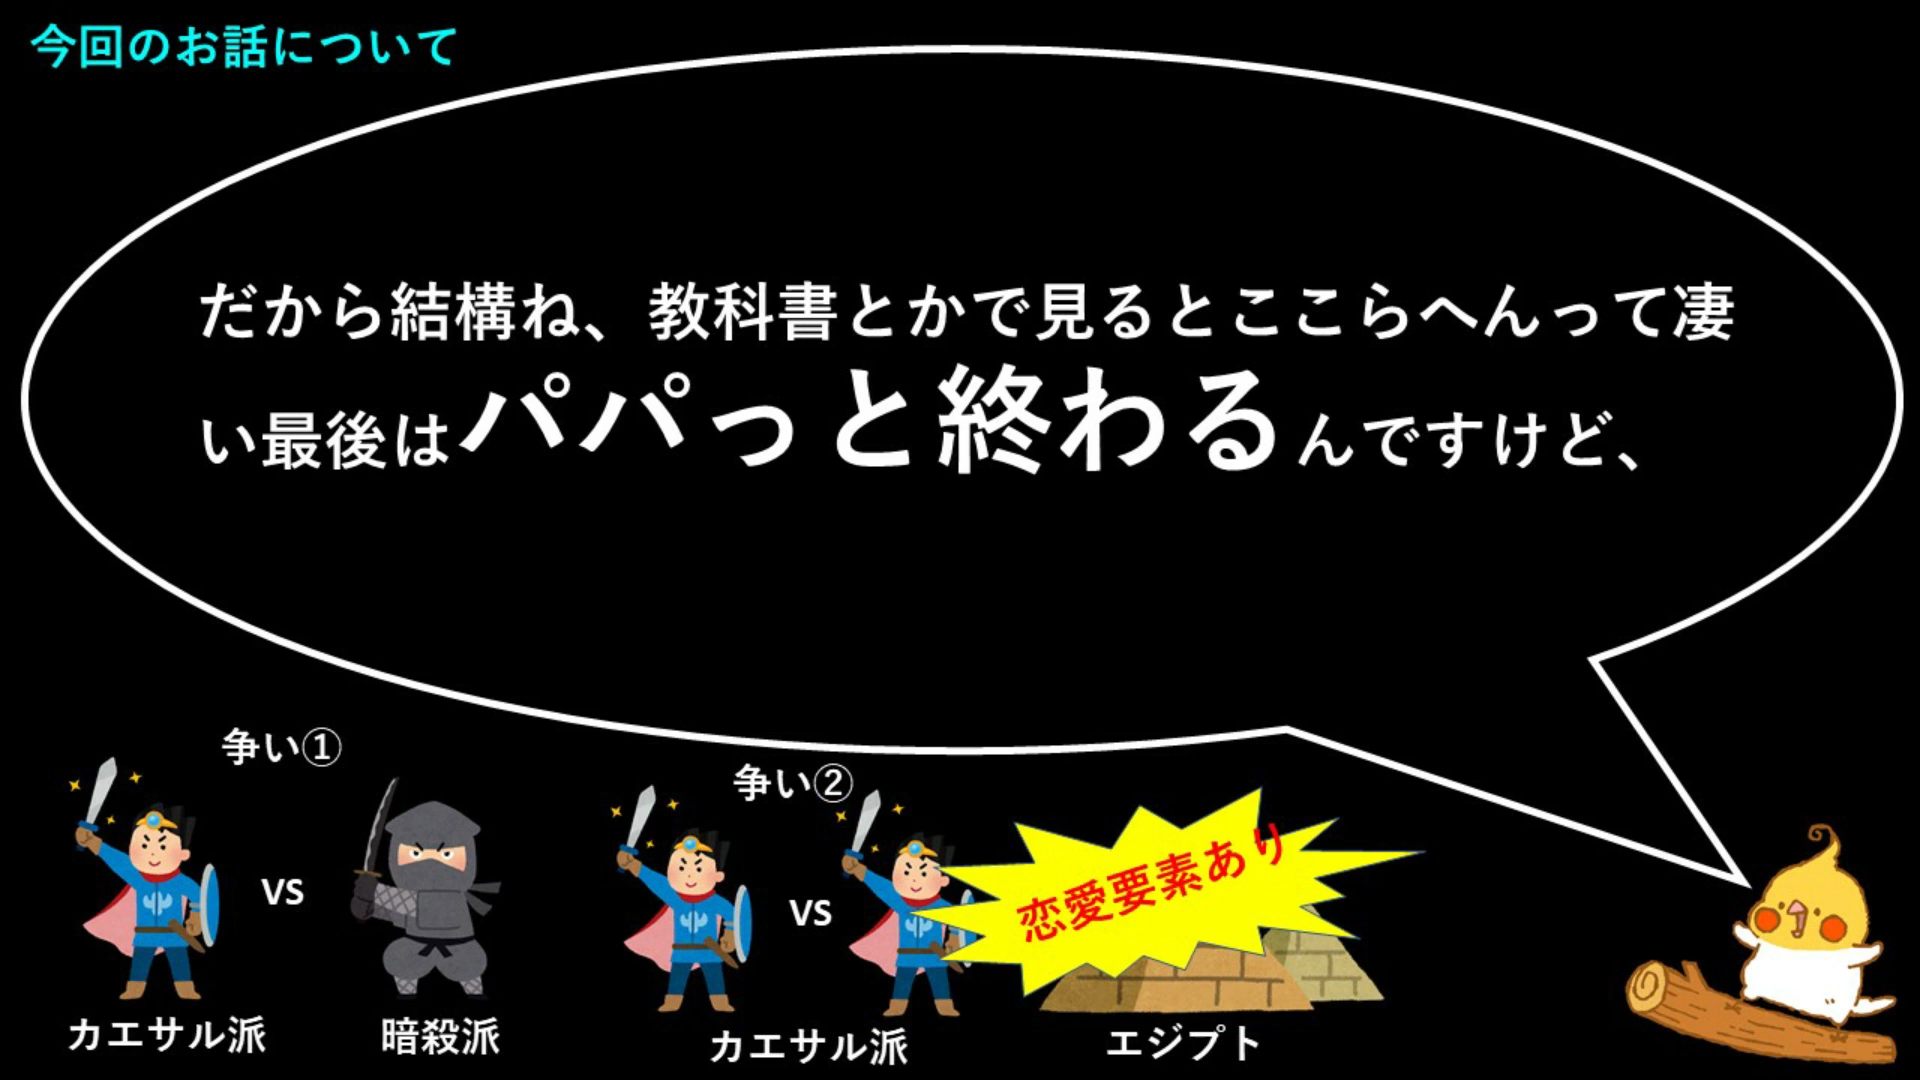 今回のお話について
だから結構ね、教科書とかで見るとここらへんって凄
い最後はパパっと終わるんですけど、
争い①
争い②
恋愛要素あり
VS
VS
カエサル派
暗殺派
カエサル派
エジプト